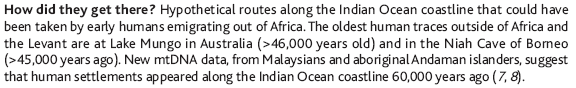 How did they get there? Hypothetical routes along the Indian Ocean coastline that could have
been taken by early humans emigrating out of Africa. The oldest human traces outside of Africa and
the Levant are at Lake Mungo in Australia (>46,000 years old) and in the Niah Cave of Borneo
(>45,000 years ago). New mtDNA data, from Malaysians and aboriginal Andaman islanders, suggest
that human settlements appeared along the Indian Ocean coastline 60,000 years ago (7, 8).